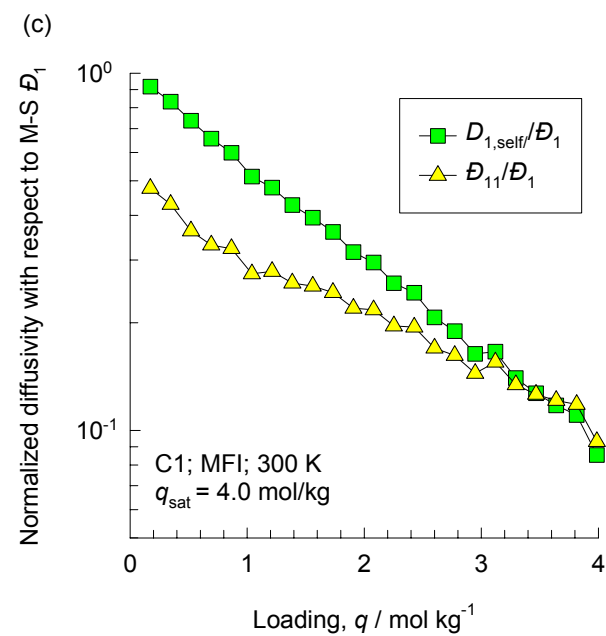 (c)
Normalized diffusivity with respect to M-S Đ₁
10⁰
10⁻¹
D₁,self/Đ₁
Đ₁₁/Đ₁
C1; MFI; 300 K
q_sat = 4.0 mol/kg
0 1 2 3 4
Loading, q / mol kg⁻¹